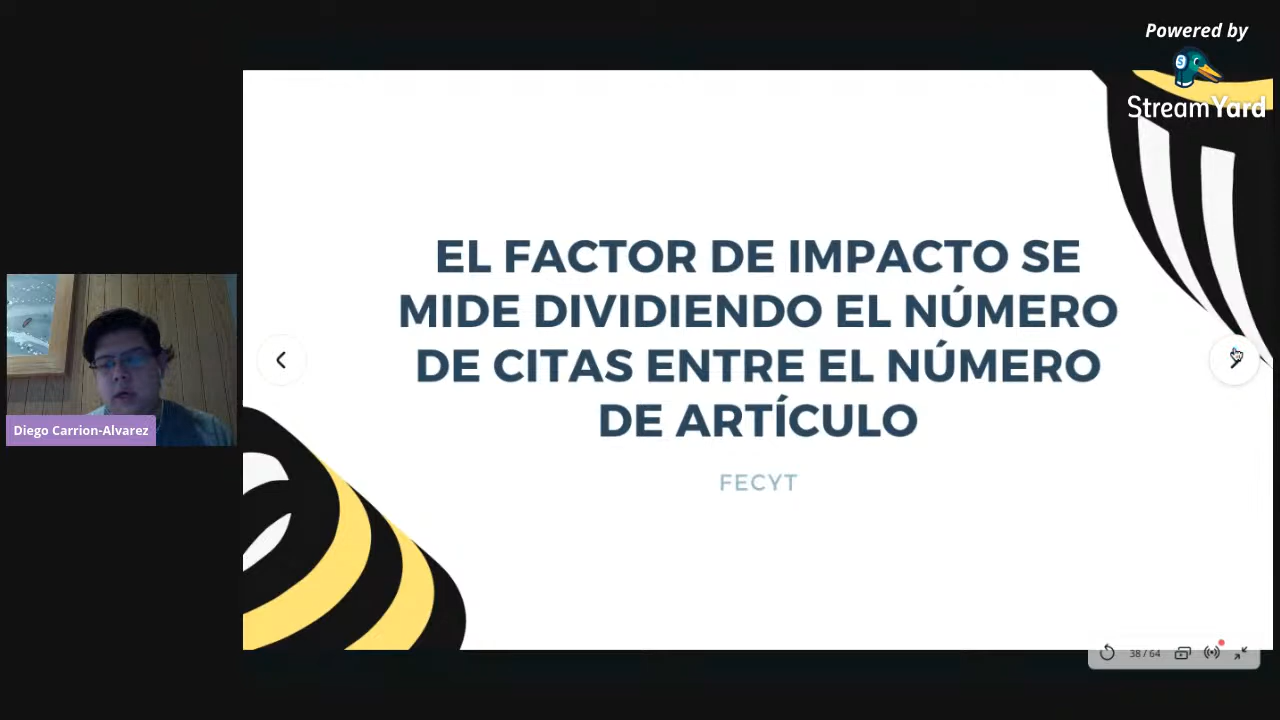 Powered by
StreamYard
EL FACTOR DE IMPACTO SE
MIDE DIVIDIENDO EL NÚMERO
DE CITAS ENTRE EL NÚMERO
DE ARTÍCULO
FECYT
Diego Carrion-Alvarez
38 / 64